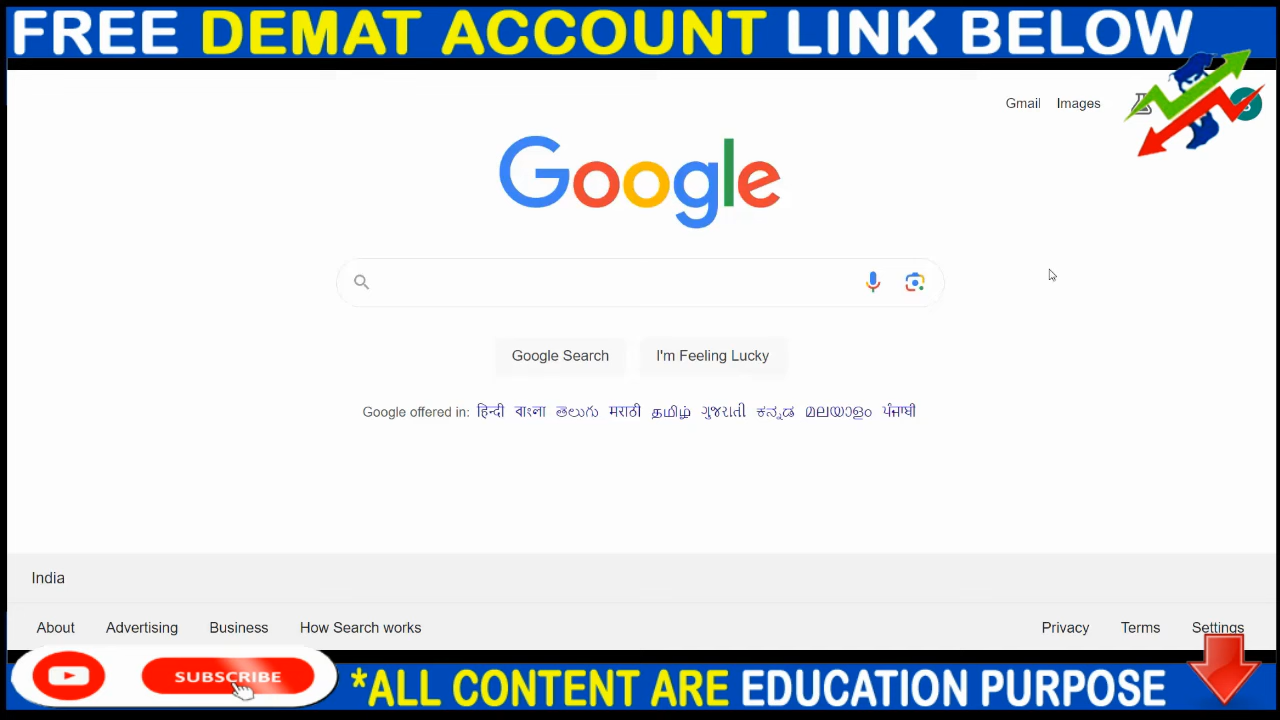 FREE DEMAT ACCOUNT LINK BELOW
Gmail Images
Google
Google Search I'm Feeling Lucky
Google offered in: हिन्दी বাংলা తెలుగు मराठी தமிழ் ગુજરાતી ಕನ್ನಡ മലയാളം ਪੰਜਾਬੀ
India
About Advertising Business How Search works Privacy Terms Settings
SUBSCRIBE
*ALL CONTENT ARE EDUCATION PURPOSE